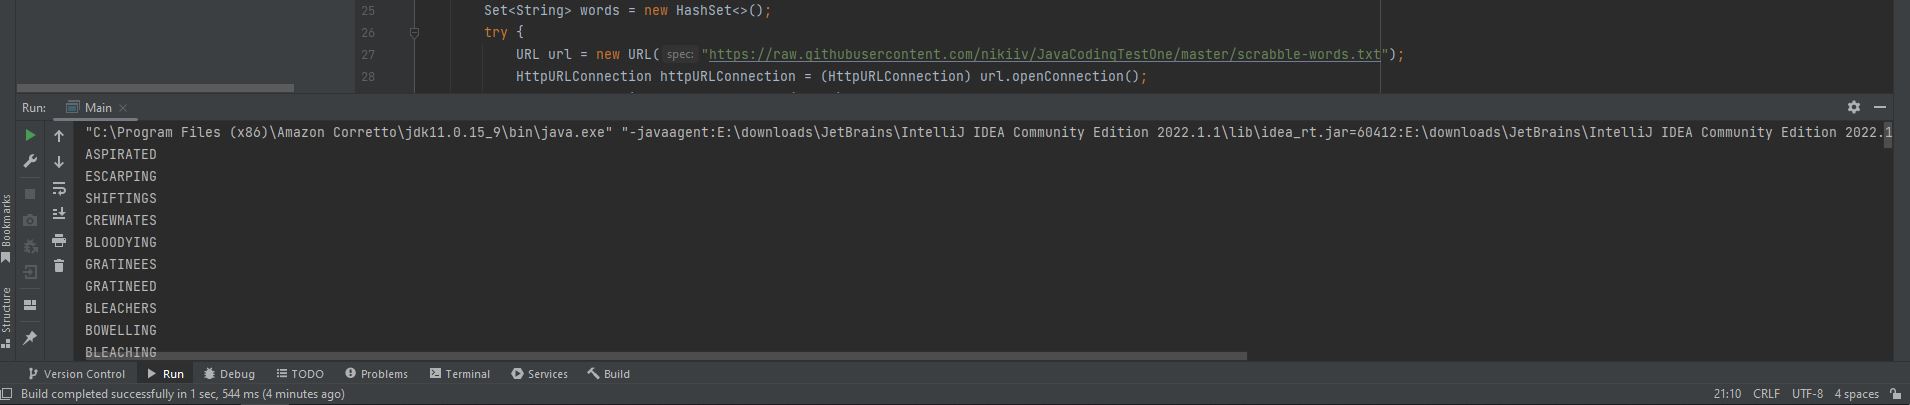 25 Set<String> words = new HashSet<>();
26 try {
27 URL url = new URL( spec: "https://raw.githubusercontent.com/nikiiv/JavaCodingTestOne/master/scrabble-words.txt");
28 HttpURLConnection httpURLConnection = (HttpURLConnection) url.openConnection();
Run: Main
"C:\Program Files (x86)\Amazon Corretto\jdk11.0.15_9\bin\java.exe" "-javaagent:E:\downloads\JetBrains\IntelliJ IDEA Community Edition 2022.1.1\lib\idea_rt.jar=60412:E:\downloads\JetBrains\IntelliJ IDEA Community Edition 2022.1
ASPIRATED
ESCARPING
SHIFTINGS
CREWMATES
BLOODYING
GRATINEES
GRATINEED
BLEACHERS
BOWELLING
BLEACHING
Bookmarks
Structure
Version Control Run Debug TODO Problems Terminal Services Build
Build completed successfully in 1 sec, 544 ms (4 minutes ago) 21:10 CRLF UTF-8 4 spaces